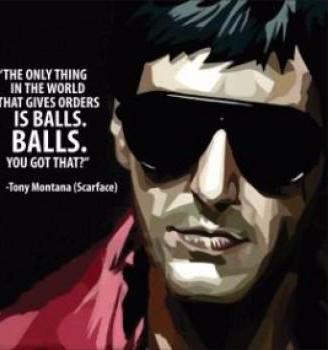 "THE ONLY THING
IN THE WORLD
THAT GIVES ORDERS
IS BALLS.
BALLS.
YOU GOT THAT?"
-Tony Montana (Scarface)